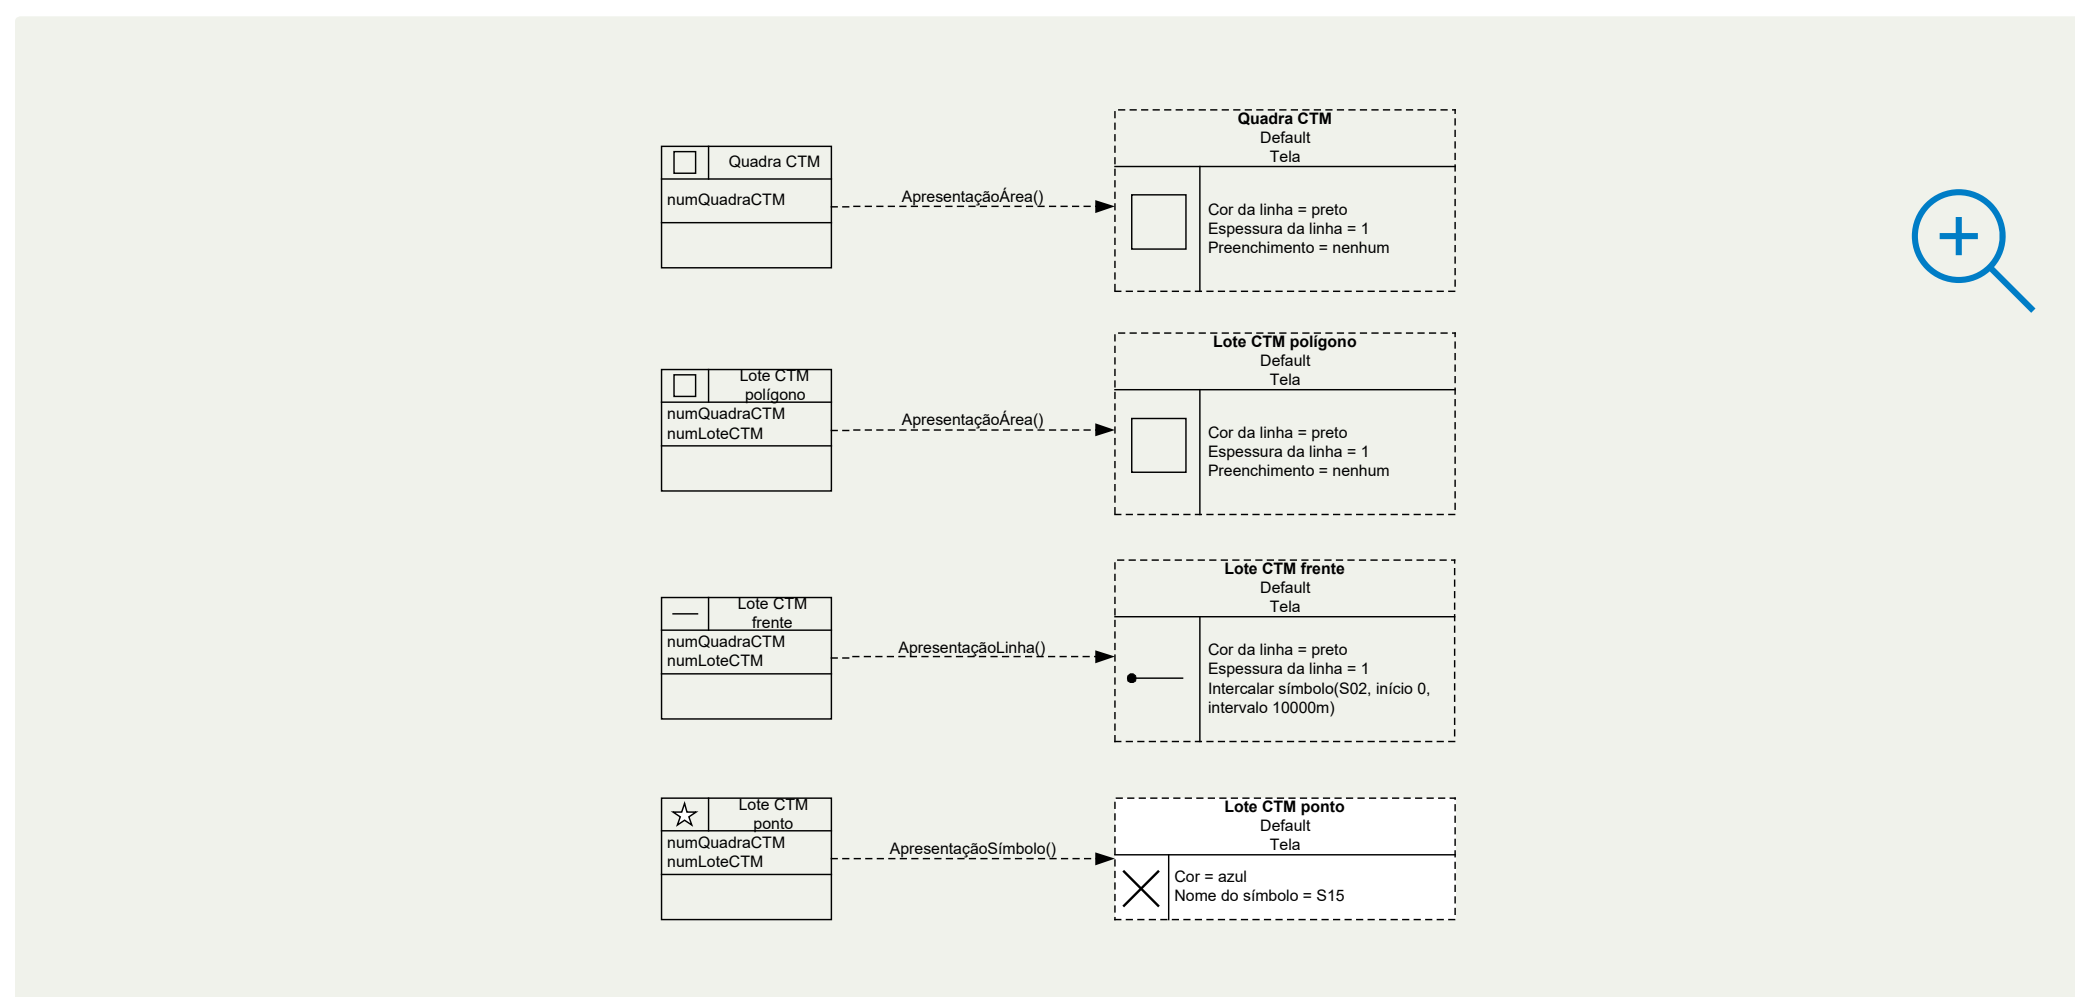 Quadra CTM
numQuadraCTM
ApresentaçãoÁrea()
Quadra CTM
Default
Tela
Cor da linha = preto
Espessura da linha = 1
Preenchimento = nenhum
Lote CTM
polígono
numQuadraCTM
numLoteCTM
ApresentaçãoÁrea()
Lote CTM polígono
Default
Tela
Cor da linha = preto
Espessura da linha = 1
Preenchimento = nenhum
Lote CTM
frente
numQuadraCTM
numLoteCTM
ApresentaçãoLinha()
Lote CTM frente
Default
Tela
Cor da linha = preto
Espessura da linha = 1
Intercalar símbolo(S02, início 0,
intervalo 10000m)
Lote CTM
ponto
numQuadraCTM
numLoteCTM
ApresentaçãoSímbolo()
Lote CTM ponto
Default
Tela
Cor = azul
Nome do símbolo = S15